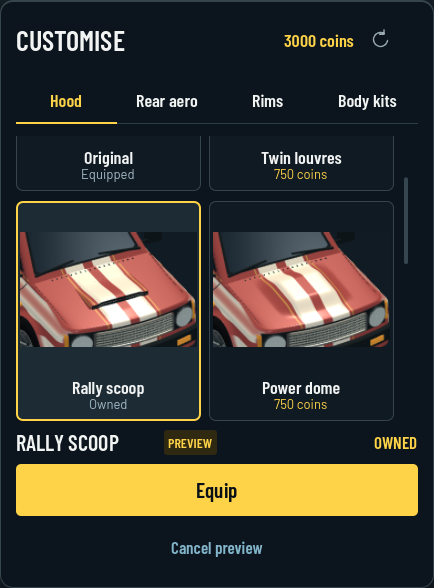 CUSTOMISE
3000 coins
Hood
Rear aero
Rims
Body kits
Original
Equipped
Twin louvres
750 coins
Rally scoop
Owned
Power dome
750 coins
RALLY SCOOP
PREVIEW
OWNED
Equip
Cancel preview